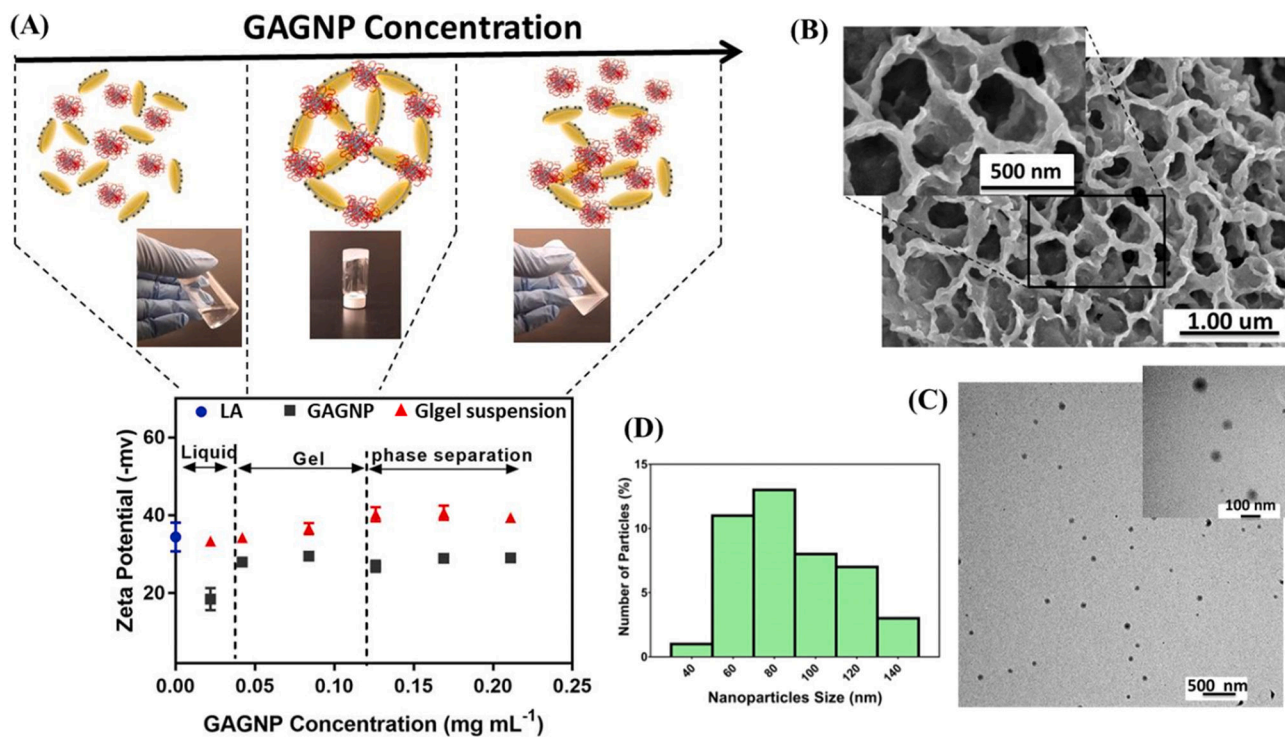 (A)
GAGNP Concentration
(B)
500 nm
1.00 um
LA
GAGNP
GIgel suspension
Zeta Potential (-mv)
60
40
20
Liquid
Gel
phase separation
0.00
0.05
0.10
0.15
0.20
0.25
GAGNP Concentration (mg mL⁻¹)
(D)
Number of Particles (%)
15
10
5
0
40
60
80
100
120
140
Nanoparticles Size (nm)
(C)
100 nm
500 nm